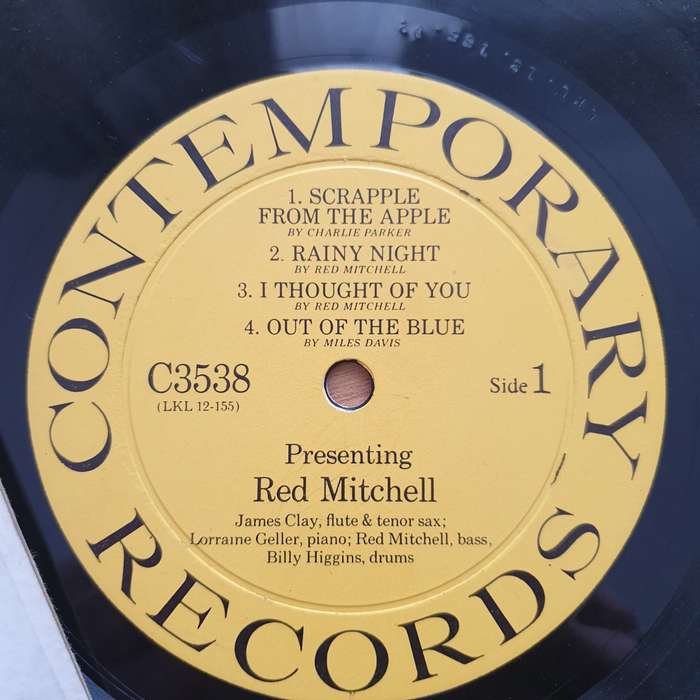 CONTEMPORARY
RECORDS
1. SCRAPPLE
FROM THE APPLE
BY CHARLIE PARKER
2. RAINY NIGHT
BY RED MITCHELL
3. I THOUGHT OF YOU
BY RED MITCHELL
4. OUT OF THE BLUE
BY MILES DAVIS
C3538
(LKL 12-155)
Side 1
Presenting
Red Mitchell
James Clay, flute & tenor sax;
Lorraine Geller, piano; Red Mitchell, bass,
Billy Higgins, drums